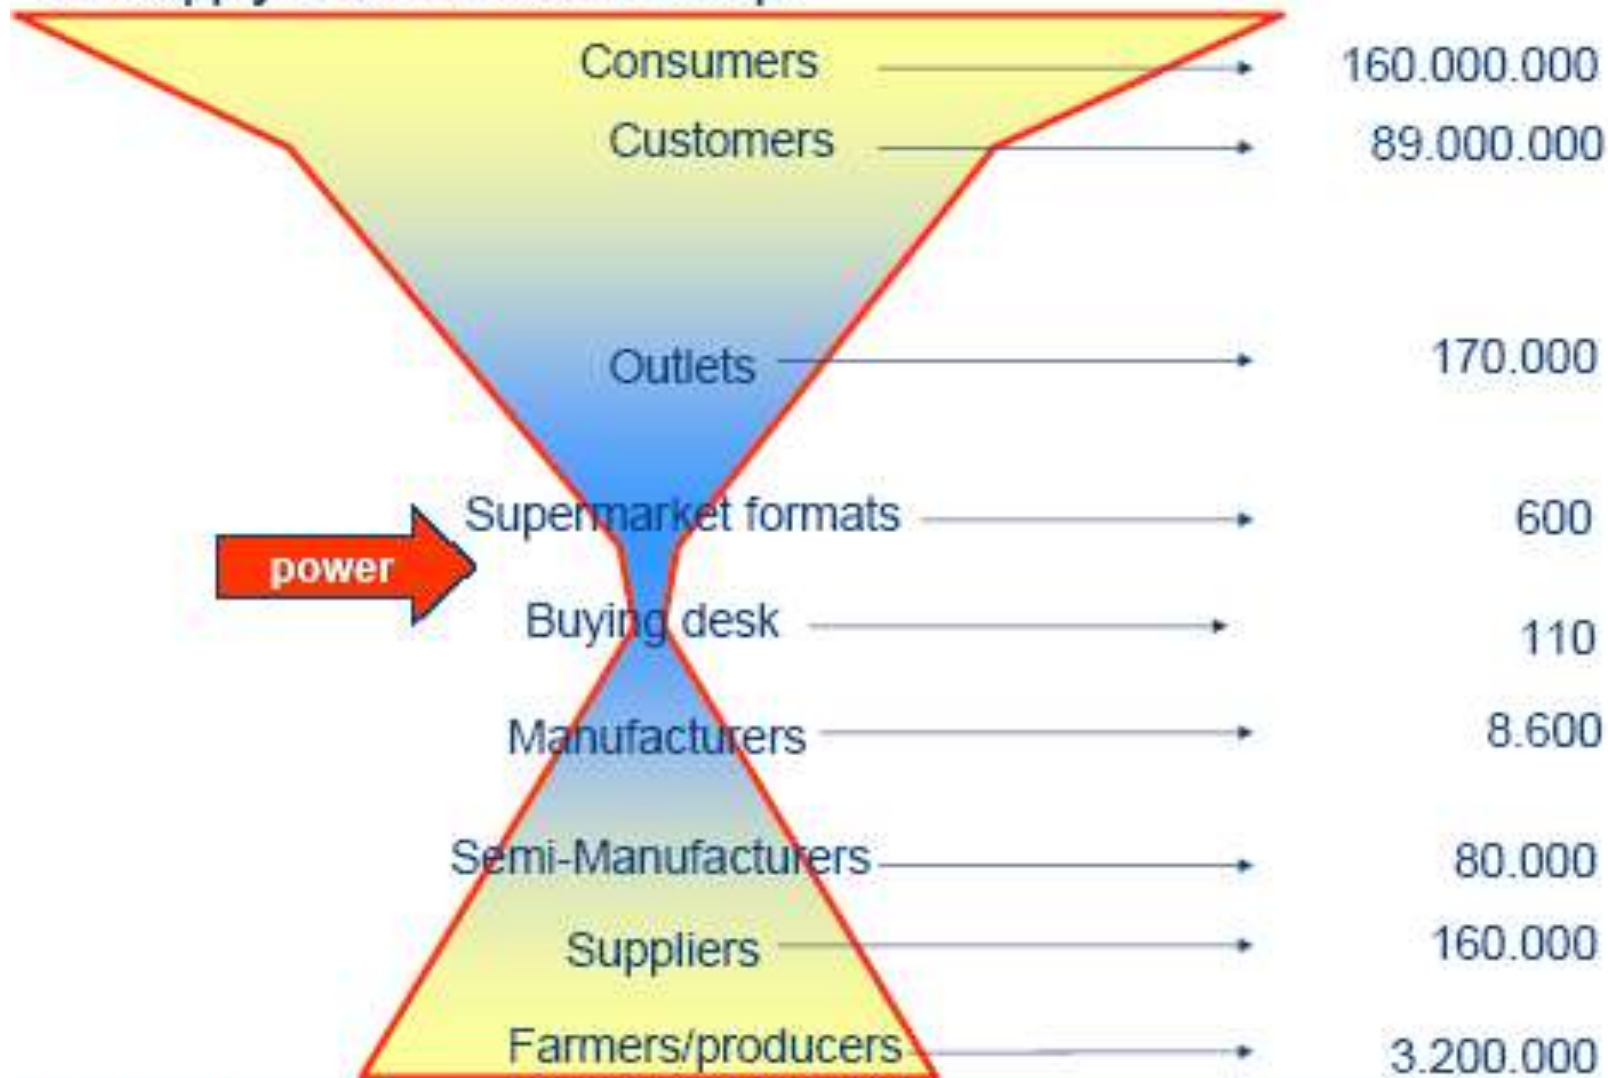 Consumers 160.000.000
Customers 89.000.000
Outlets 170.000
Supermarket formats 600
power
Buying desk 110
Manufacturers 8.600
Semi-Manufacturers 80.000
Suppliers 160.000
Farmers/producers 3.200.000